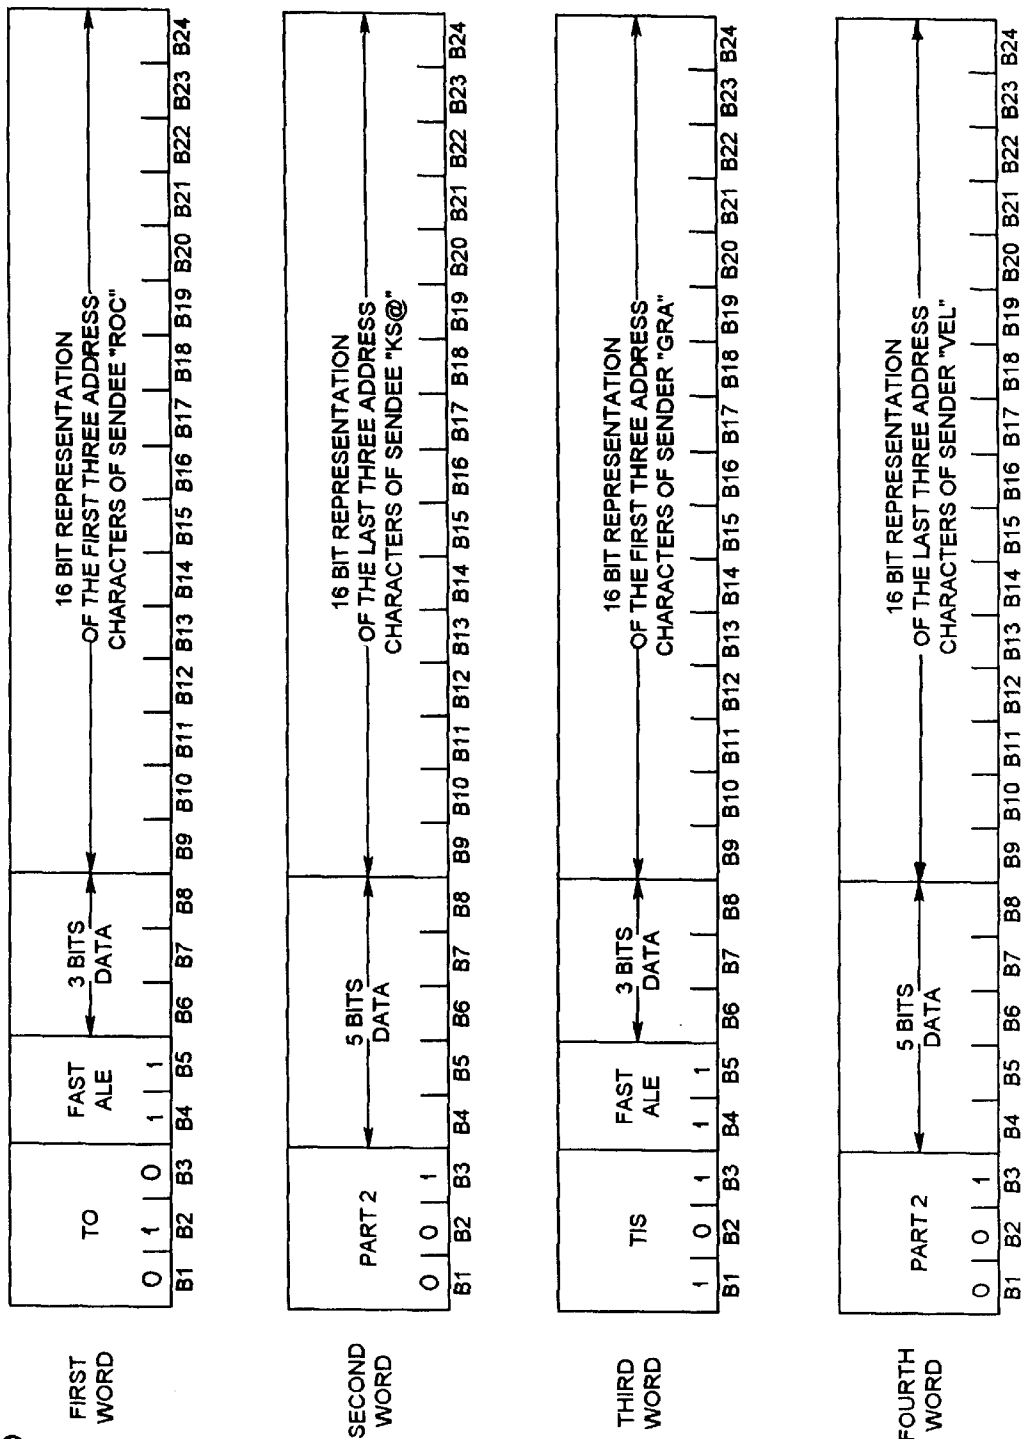 FIRST
WORD
TO
FAST
ALE
3 BITS
DATA
16 BIT REPRESENTATION
OF THE FIRST THREE ADDRESS
CHARACTERS OF SENDEE "ROC"
0 1 0 1 1
B1 B2 B3 B4 B5 B6 B7 B8 B9 B10 B11 B12 B13 B14 B15 B16 B17 B18 B19 B20 B21 B22 B23 B24
SECOND
WORD
PART 2
5 BITS
DATA
16 BIT REPRESENTATION
OF THE LAST THREE ADDRESS
CHARACTERS OF SENDEE "KS@"
0 0 1
B1 B2 B3 B4 B5 B6 B7 B8 B9 B10 B11 B12 B13 B14 B15 B16 B17 B18 B19 B20 B21 B22 B23 B24
THIRD
WORD
TIS
FAST
ALE
3 BITS
DATA
16 BIT REPRESENTATION
OF THE FIRST THREE ADDRESS
CHARACTERS OF SENDER "GRA"
1 0 1 1 1
B1 B2 B3 B4 B5 B6 B7 B8 B9 B10 B11 B12 B13 B14 B15 B16 B17 B18 B19 B20 B21 B22 B23 B24
FOURTH
WORD
PART 2
5 BITS
DATA
16 BIT REPRESENTATION
OF THE LAST THREE ADDRESS
CHARACTERS OF SENDER "VEL"
0 0 1
B1 B2 B3 B4 B5 B6 B7 B8 B9 B10 B11 B12 B13 B14 B15 B16 B17 B18 B19 B20 B21 B22 B23 B24